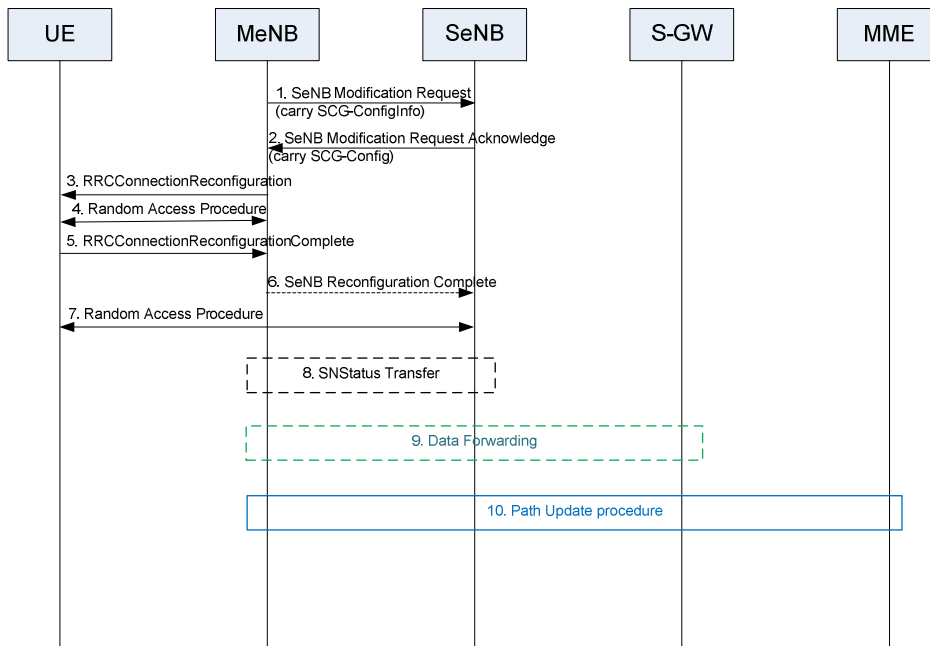 UE
MeNB
SeNB
S-GW
MME
1. SeNB Modification Request
(carry SCG-ConfigInfo)
2. SeNB Modification Request Acknowledge
(carry SCG-Config)
3. RRCConnectionReconfiguration
4. Random Access Procedure
5. RRCConnectionReconfigurationComplete
6. SeNB Reconfiguration Complete
7. Random Access Procedure
8. SNStatus Transfer
9. Data Forwarding
10. Path Update procedure